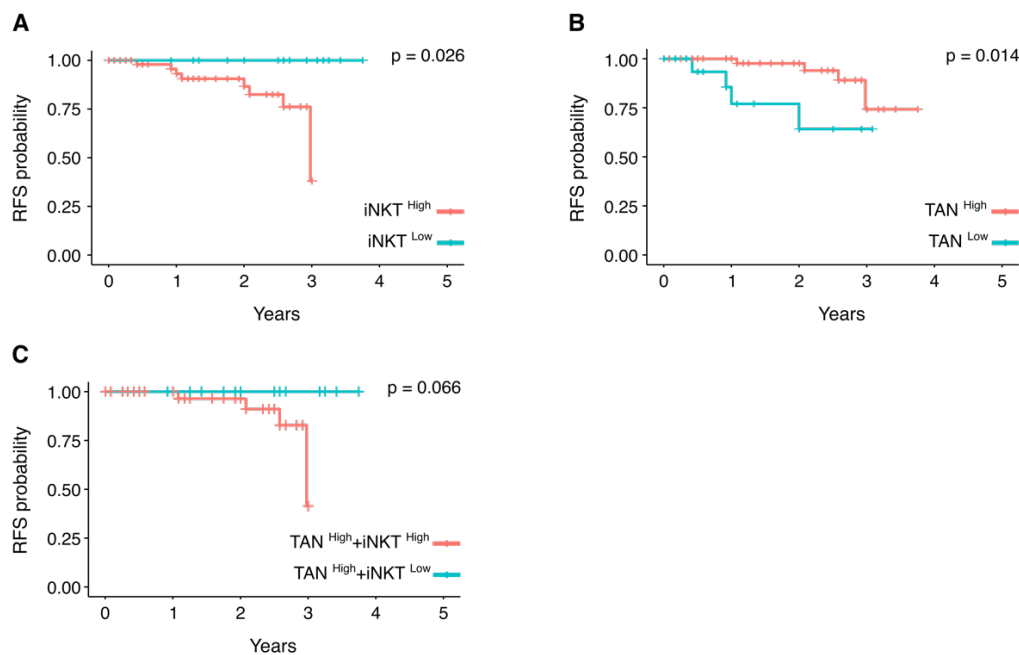 A
p = 0.026
RFS probability
1.00
0.75
0.50
0.25
0.00
iNKT High
iNKT Low
0 1 2 3 4 5
Years
B
p = 0.014
RFS probability
1.00
0.75
0.50
0.25
0.00
TAN High
TAN Low
0 1 2 3 4 5
Years
C
p = 0.066
RFS probability
1.00
0.75
0.50
0.25
0.00
TAN High+iNKT High
TAN High+iNKT Low
0 1 2 3 4 5
Years